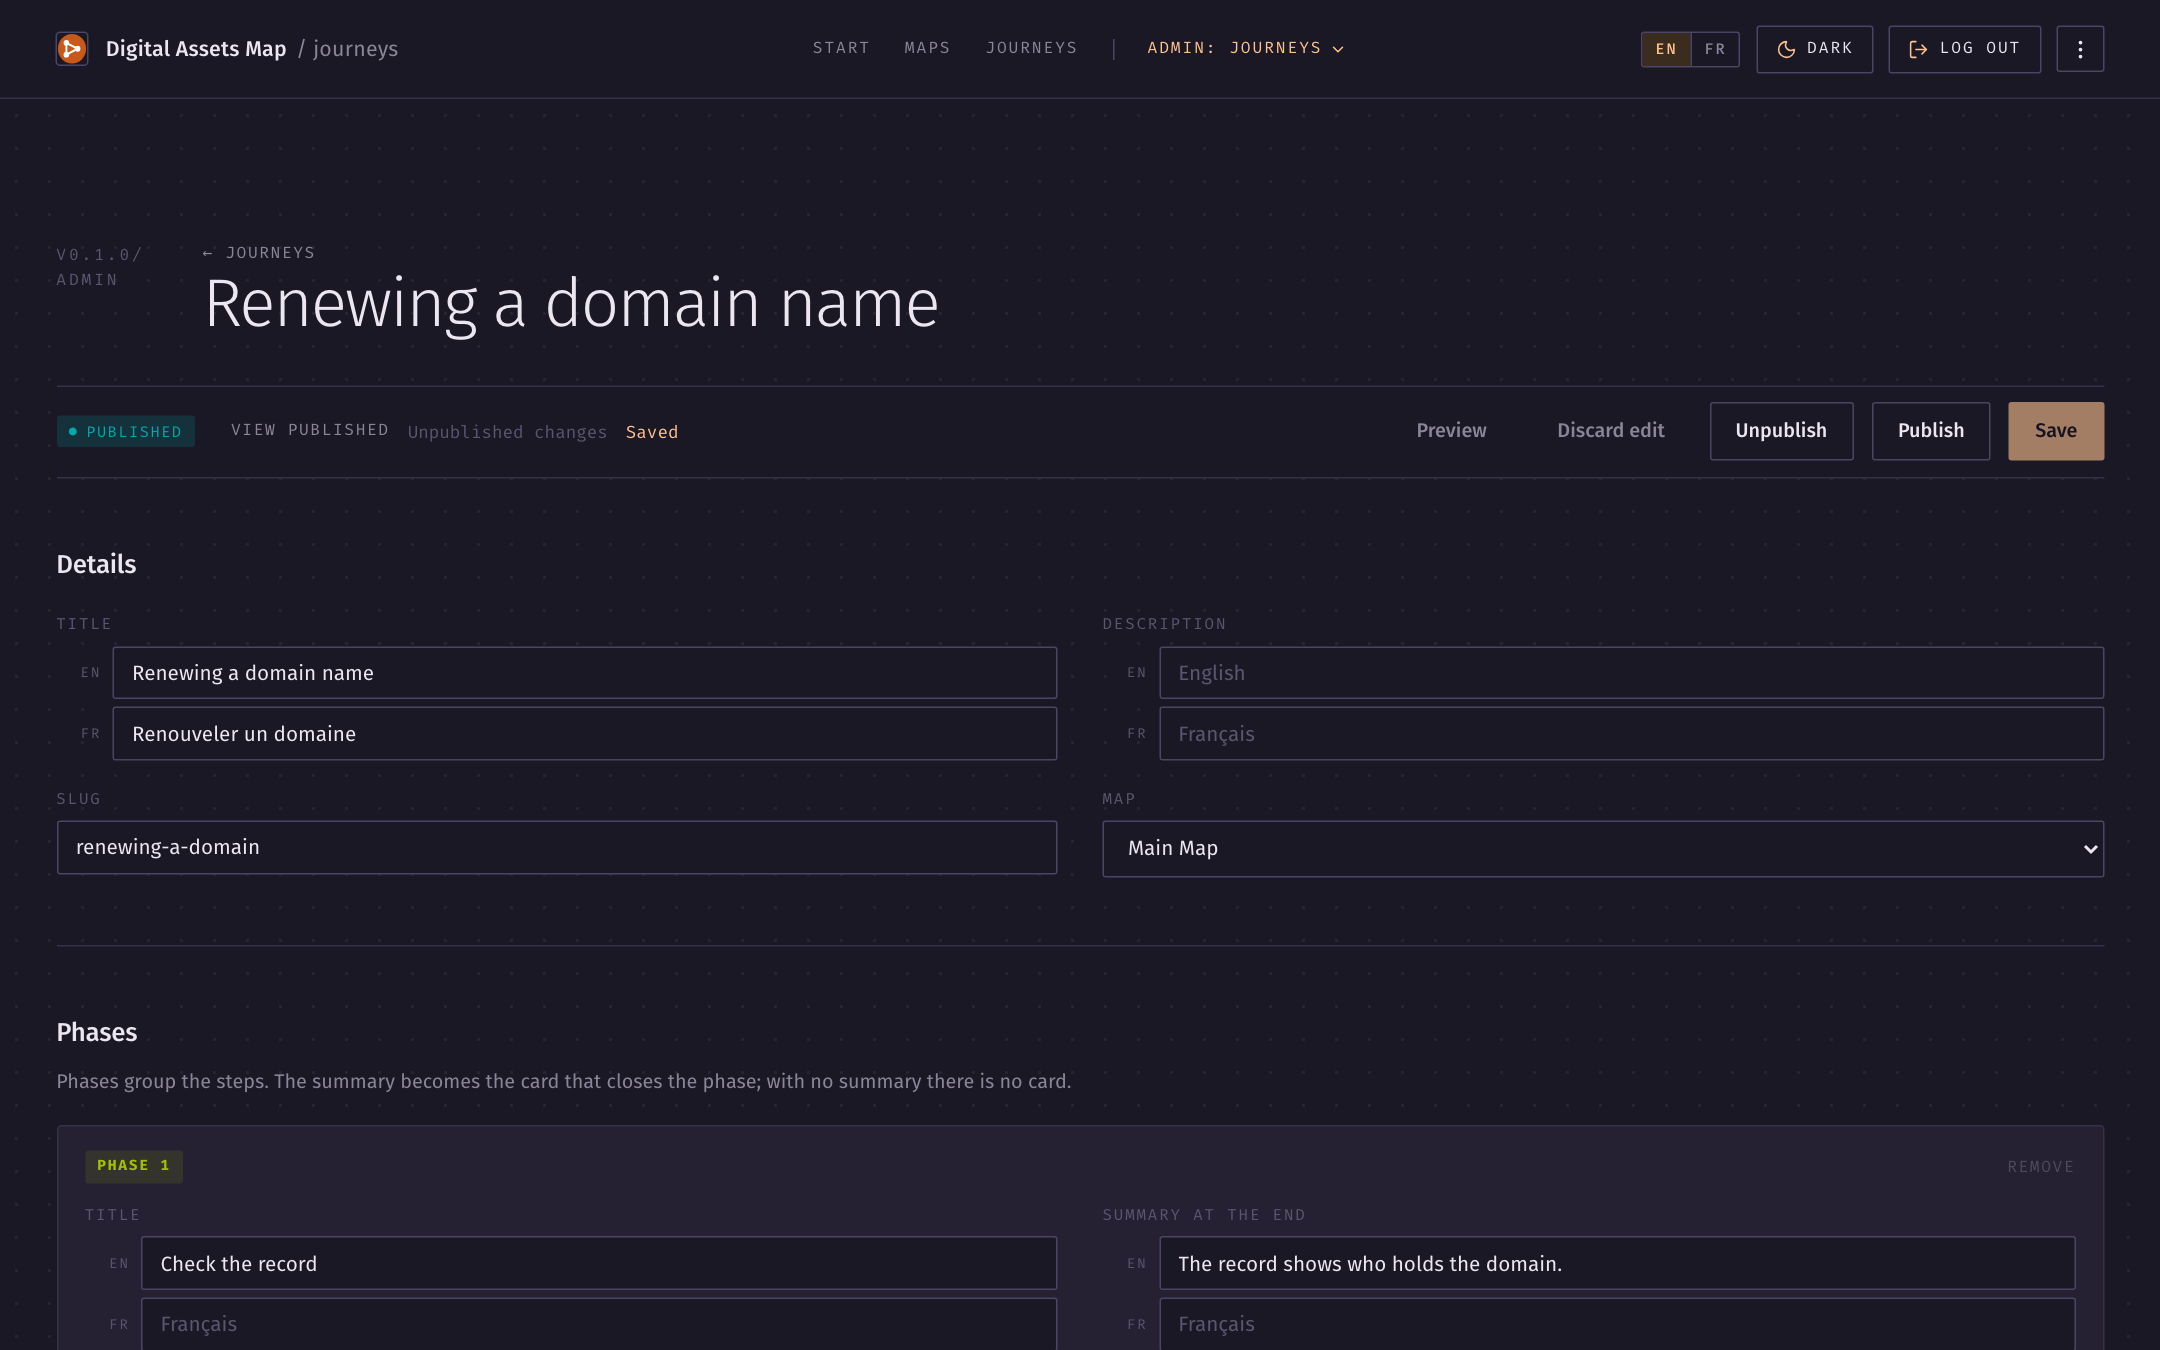 Digital Assets Map / journeys
START MAPS JOURNEYS ADMIN: JOURNEYS
EN FR DARK LOG OUT
V0.1.0/
ADMIN
← JOURNEYS
Renewing a domain name
PUBLISHED VIEW PUBLISHED Unpublished changes Saved
Preview Discard edit Unpublish Publish Save
Details
TITLE
EN Renewing a domain name
FR Renouveler un domaine
DESCRIPTION
EN English
FR Français
SLUG
renewing-a-domain
MAP
Main Map
Phases
Phases group the steps. The summary becomes the card that closes the phase; with no summary there is no card.
PHASE 1 REMOVE
TITLE
EN Check the record
FR Français
SUMMARY AT THE END
EN The record shows who holds the domain.
FR Français